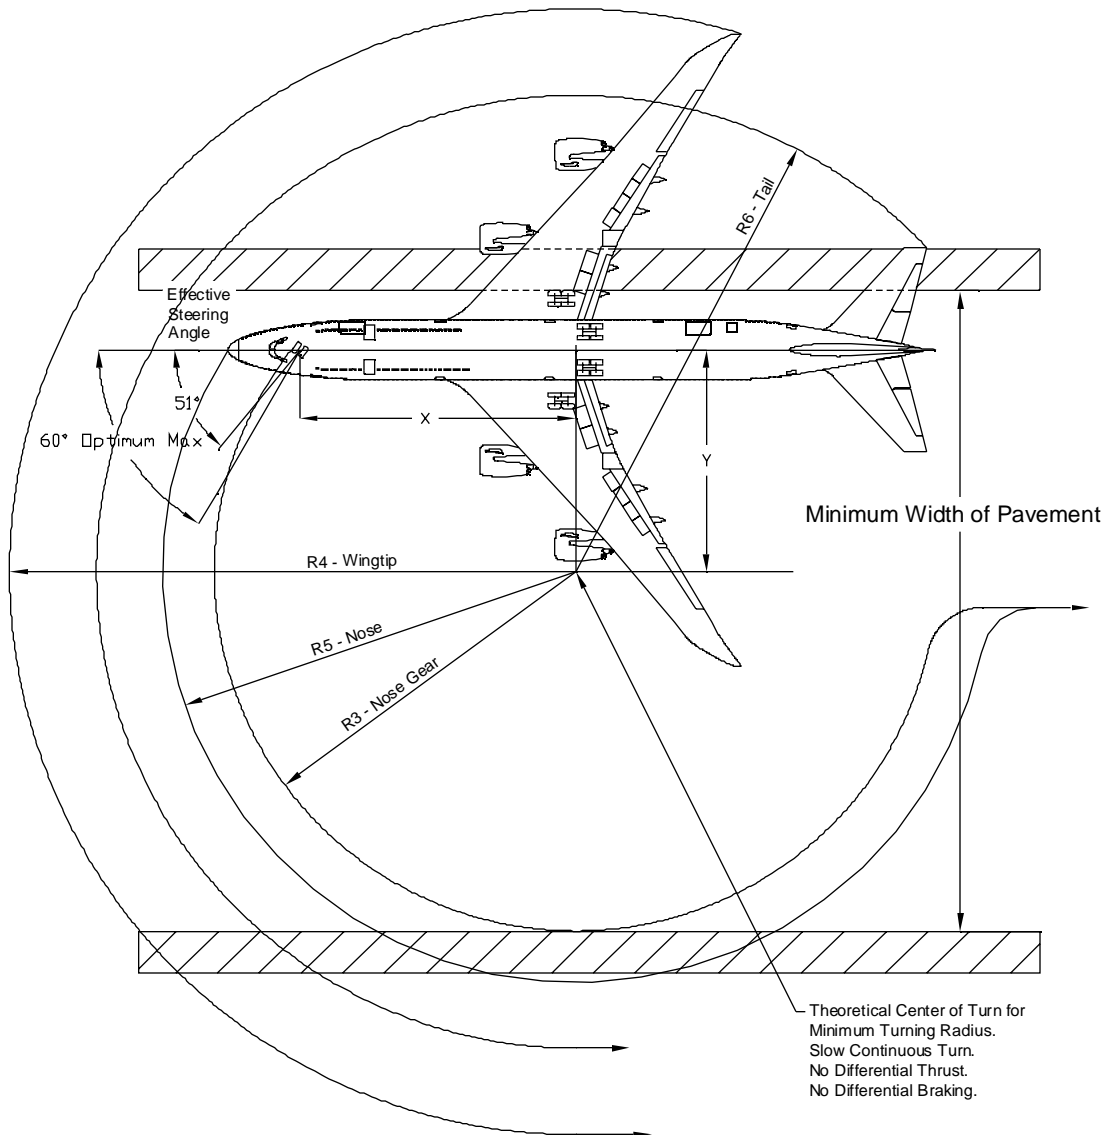 R6 - Tail
Effective
Steering
Angle
51°
60° Optimum Max
X
Y
Minimum Width of Pavement
R4 - Wingtip
R5 - Nose
R3 - Nose Gear
Theoretical Center of Turn for
Minimum Turning Radius.
Slow Continuous Turn.
No Differential Thrust.
No Differential Braking.